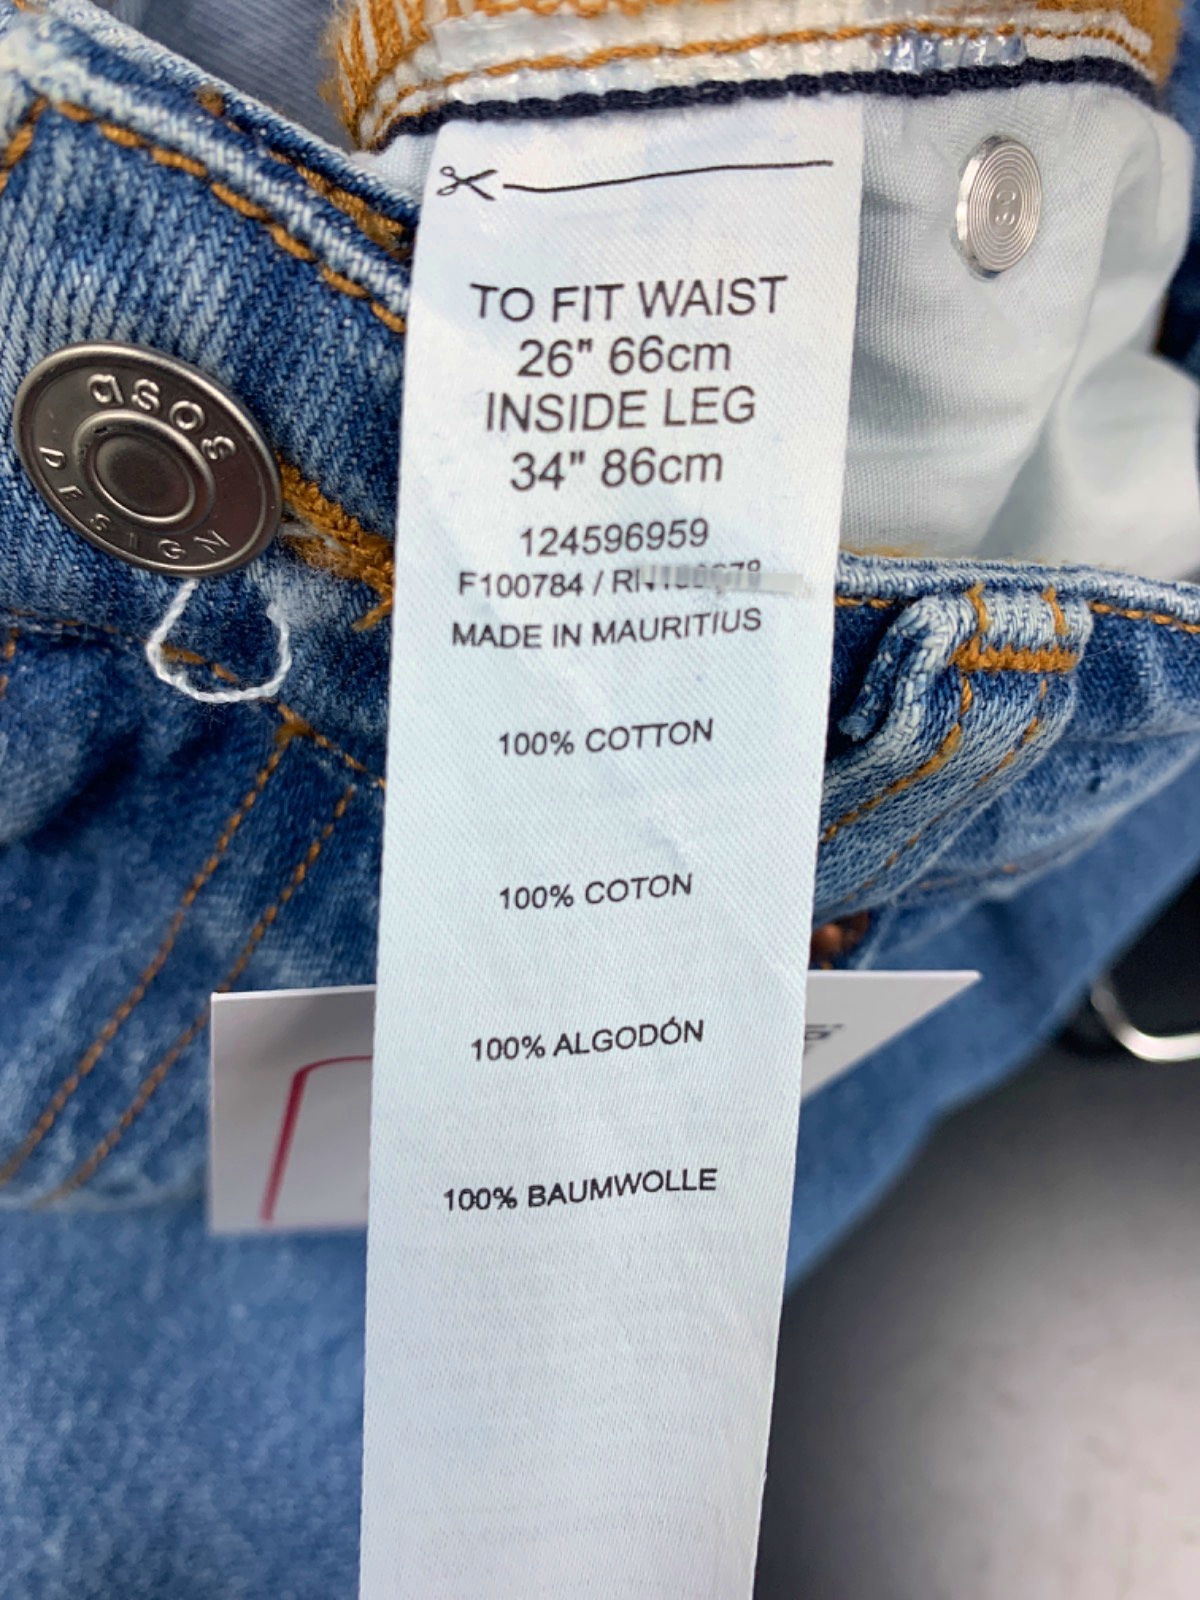 asos
DESIGN
TO FIT WAIST
26" 66cm
INSIDE LEG
34" 86cm
124596959
F100784 /
MADE IN MAURITIUS
100% COTTON
100% COTON
100% ALGODÓN
100% BAUMWOLLE